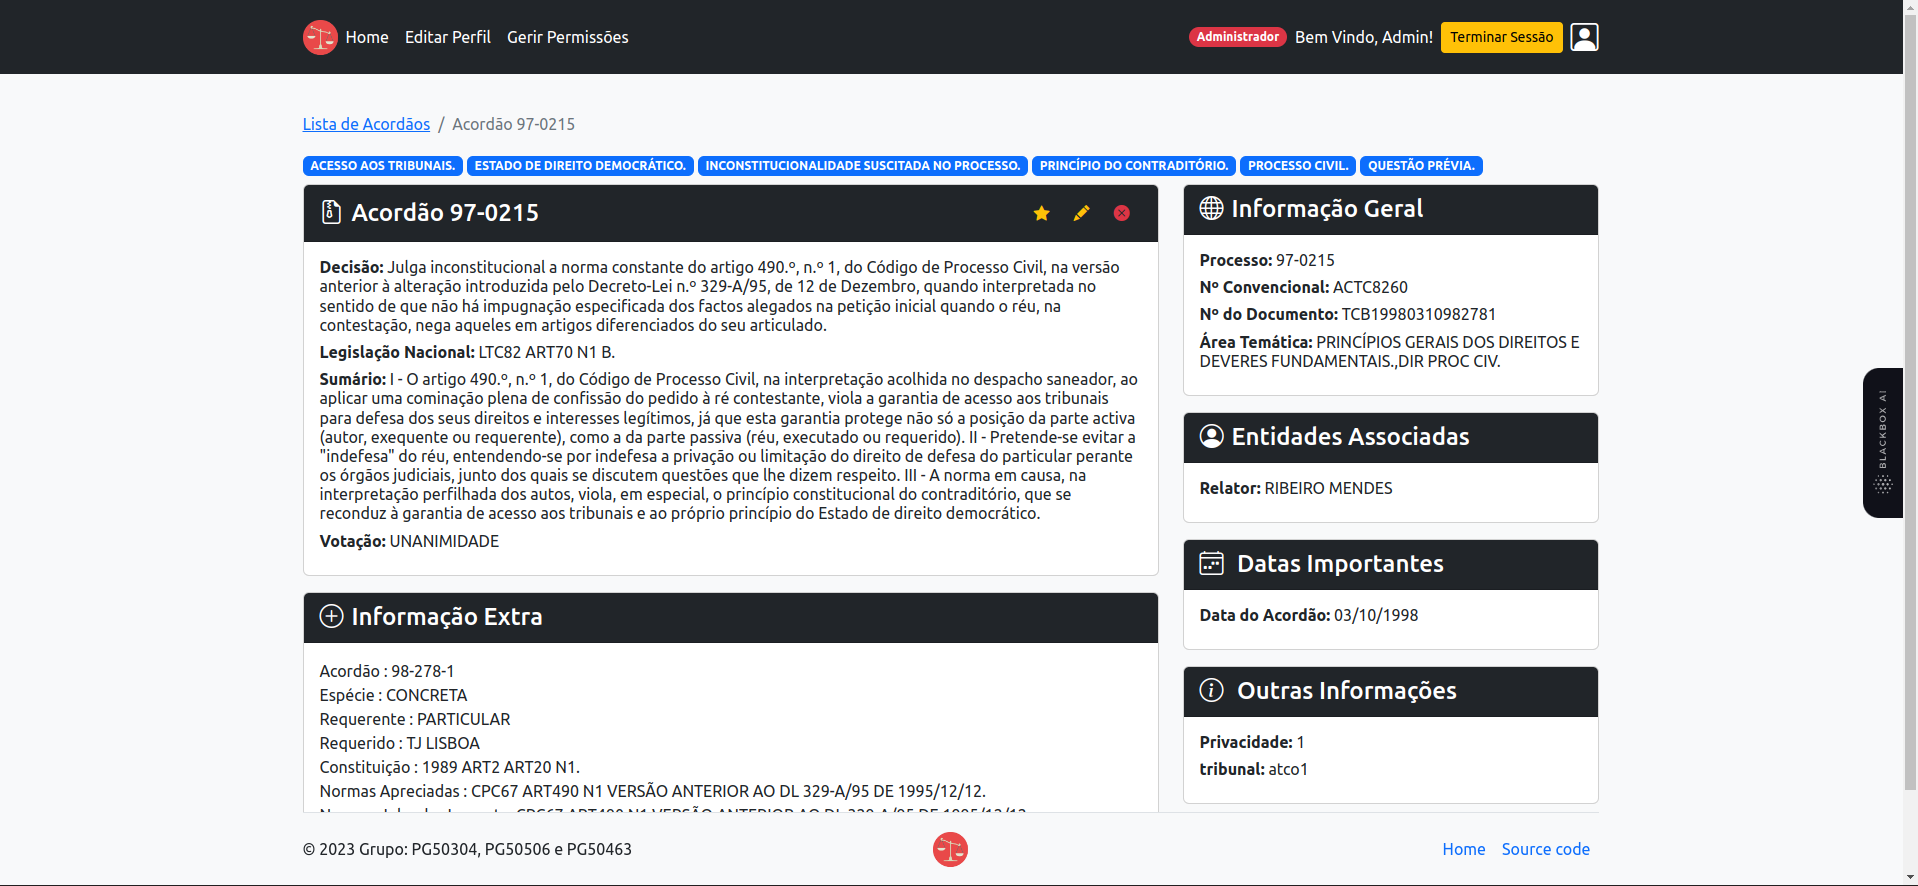 Home Editar Perfil Gerir Permissões
Administrador Bem Vindo, Admin! Terminar Sessão
Lista de Acordãos / Acordão 97-0215
ACESSO AOS TRIBUNAIS. ESTADO DE DIREITO DEMOCRÁTICO. INCONSTITUCIONALIDADE SUSCITADA NO PROCESSO. PRINCÍPIO DO CONTRADITÓRIO. PROCESSO CIVIL. QUESTÃO PRÉVIA.
Acordão 97-0215
Decisão: Julga inconstitucional a norma constante do artigo 490.º, n.º 1, do Código de Processo Civil, na versão
anterior à alteração introduzida pelo Decreto-Lei n.º 329-A/95, de 12 de Dezembro, quando interpretada no
sentido de que não há impugnação especificada dos factos alegados na petição inicial quando o réu, na
contestação, nega aqueles em artigos diferenciados do seu articulado.
Legislação Nacional: LTC82 ART70 N1 B.
Sumário: I - O artigo 490.º, n.º 1, do Código de Processo Civil, na interpretação acolhida no despacho saneador, ao
aplicar uma cominação plena de confissão do pedido à ré contestante, viola a garantia de acesso aos tribunais
para defesa dos seus direitos e interesses legítimos, já que esta garantia protege não só a posição da parte activa
(autor, exequente ou requerente), como a da parte passiva (réu, executado ou requerido). II - Pretende-se evitar a
"indefesa" do réu, entendendo-se por indefesa a privação ou limitação do direito de defesa do particular perante
os órgãos judiciais, junto dos quais se discutem questões que lhe dizem respeito. III - A norma em causa, na
interpretação perfilhada dos autos, viola, em especial, o princípio constitucional do contraditório, que se
reconduz à garantia de acesso aos tribunais e ao próprio princípio do Estado de direito democrático.
Votação: UNANIMIDADE
Informação Extra
Acordão : 98-278-1
Espécie : CONCRETA
Requerente : PARTICULAR
Requerido : TJ LISBOA
Constituição : 1989 ART2 ART20 N1.
Normas Apreciadas : CPC67 ART490 N1 VERSÃO ANTERIOR AO DL 329-A/95 DE 1995/12/12.
Informação Geral
Processo: 97-0215
Nº Convencional: ACTC8260
Nº do Documento: TCB19980310982781
Área Temática: PRINCÍPIOS GERAIS DOS DIREITOS E
DEVERES FUNDAMENTAIS.,DIR PROC CIV.
Entidades Associadas
Relator: RIBEIRO MENDES
Datas Importantes
Data do Acordão: 03/10/1998
Outras Informações
Privacidade: 1
tribunal: atco1
BLACKBOX AI
© 2023 Grupo: PG50304, PG50506 e PG50463
Home Source code